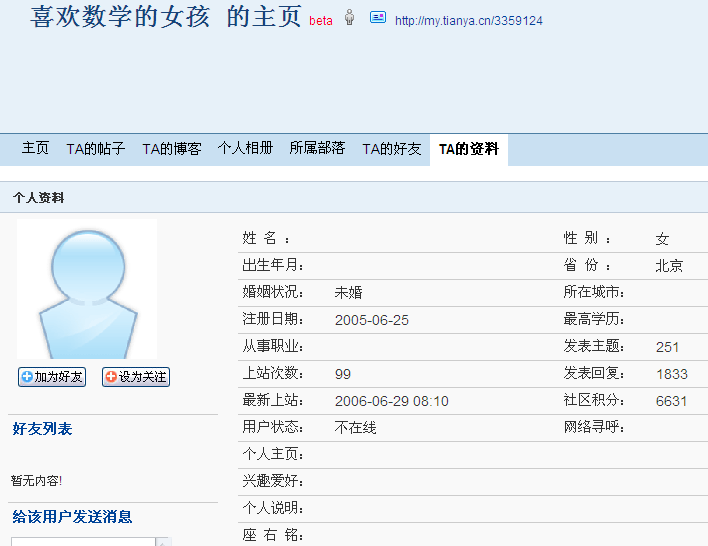 喜欢数学的女孩 的主页 beta http://my.tianya.cn/3359124
主页 TA的帖子 TA的博客 个人相册 所属部落 TA的好友 TA的资料
个人资料
姓 名 ： 性 别 ： 女
出生年月： 省 份 ： 北京
婚姻状况： 未婚 所在城市：
注册日期： 2005-06-25 最高学历：
从事职业： 发表主题： 251
上站次数： 99 发表回复： 1833
最新上站： 2006-06-29 08:10 社区积分： 6631
用户状态： 不在线 网络寻呼：
个人主页：
兴趣爱好：
个人说明：
座 右 铭：
加为好友 设为关注
好友列表
暂无内容!
给该用户发送消息